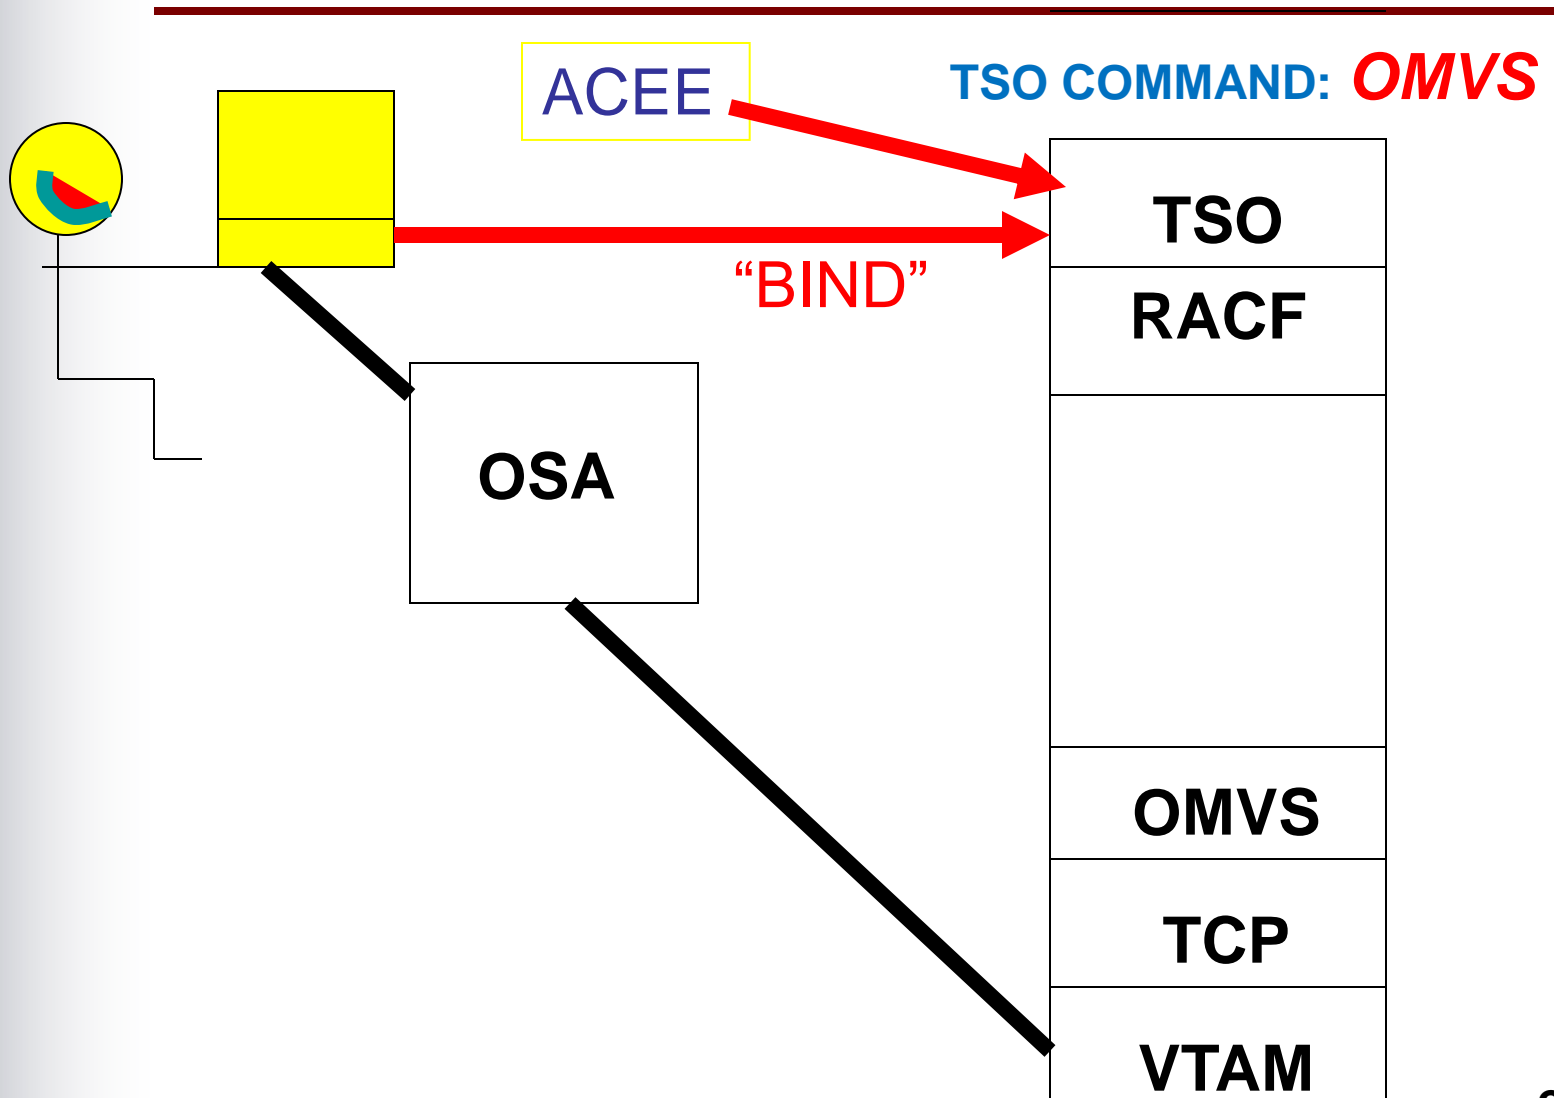 ACEE
TSO COMMAND: OMVS
TSO
“BIND”
RACF
OSA
OMVS
TCP
VTAM